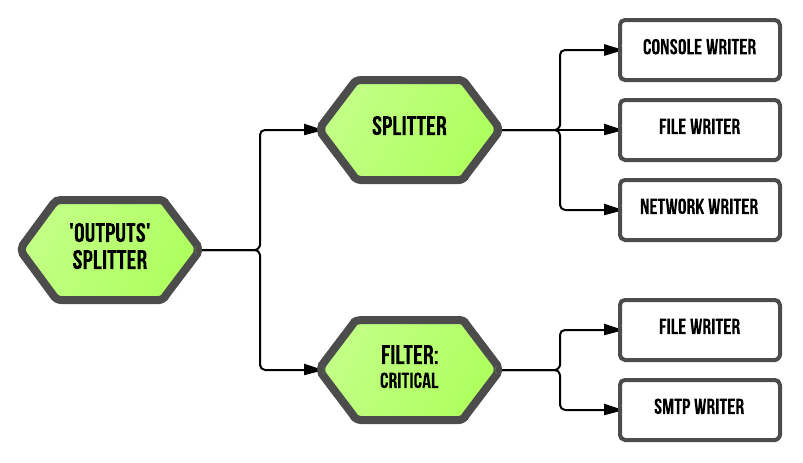 'OUTPUTS'
SPLITTER
SPLITTER
FILTER:
CRITICAL
CONSOLE WRITER
FILE WRITER
NETWORK WRITER
FILE WRITER
SMTP WRITER